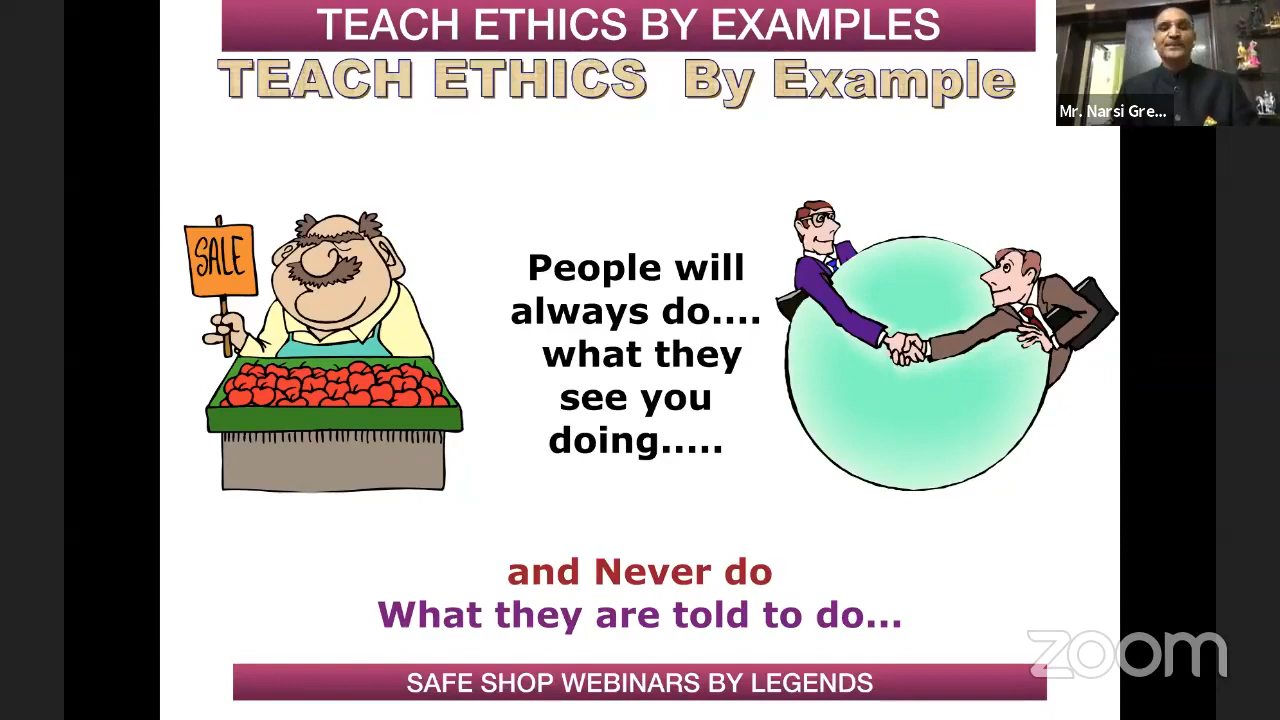 TEACH ETHICS BY EXAMPLES
TEACH ETHICS By Example
Mr. Narsi Gre...
SALE
People will
always do....
what they
see you
doing.....
and Never do
What they are told to do...
zoom
SAFE SHOP WEBINARS BY LEGENDS